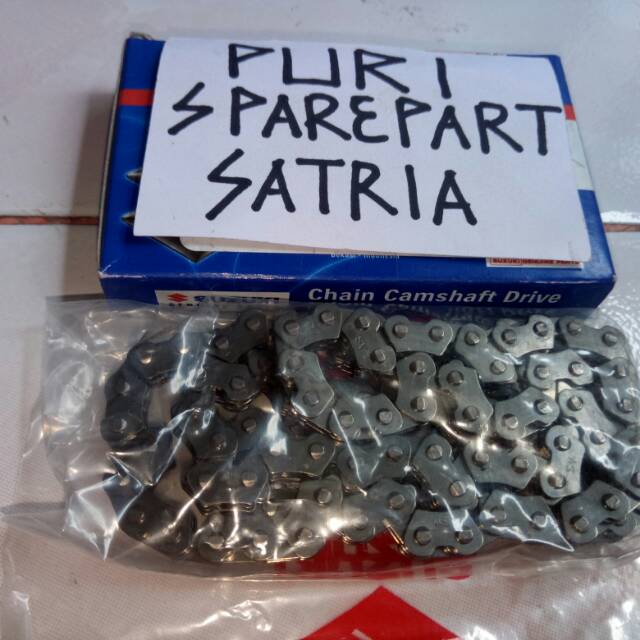 PURI
SPAREPART
SATRIA
Chain Camshaft Drive